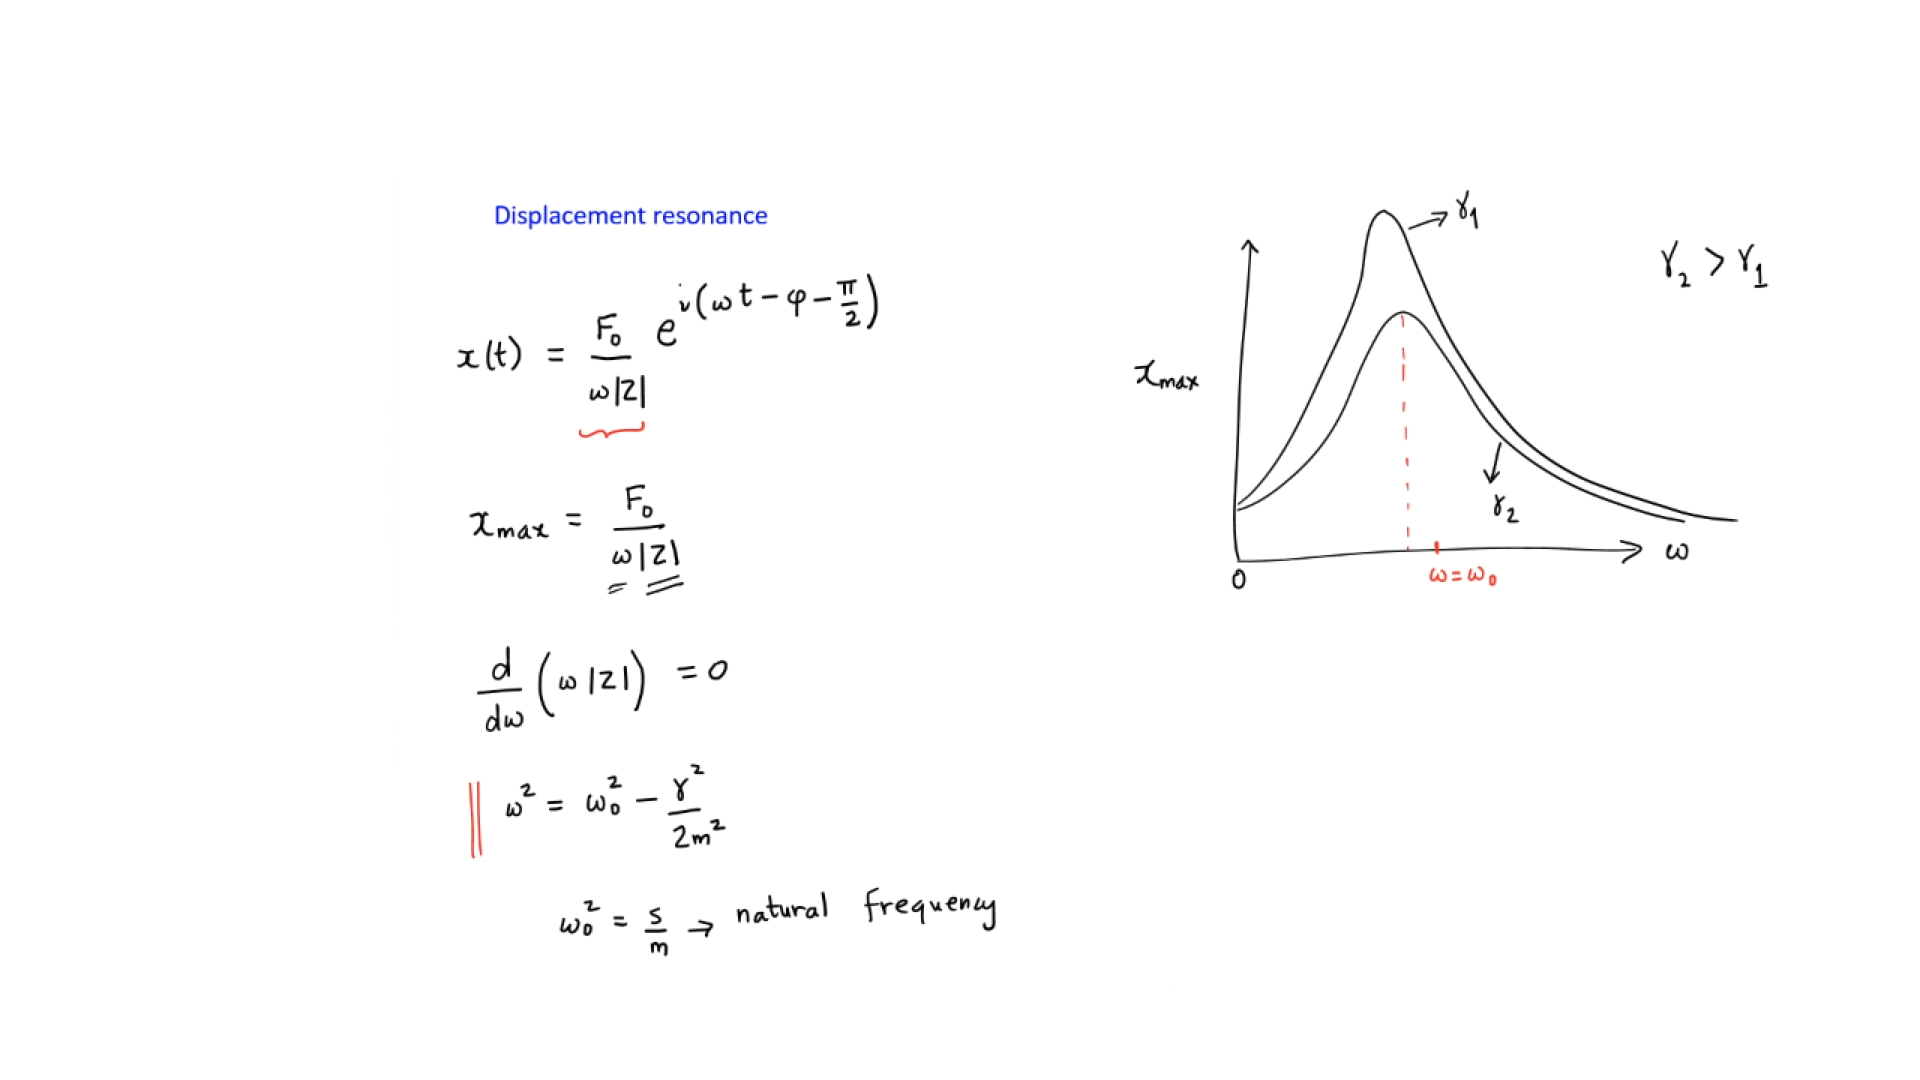 Displacement resonance
x(t) = F₀ / ω|Z| e^{i(ωt − φ − π/2)}
x_max = F₀ / ω|Z|
d/dω (ω|Z|) = 0
ω² = ω₀² − γ² / 2m²
ω₀² = s/m → natural frequency
γ₁
γ₂ > γ₁
x_max
γ₂
ω
0
ω = ω₀